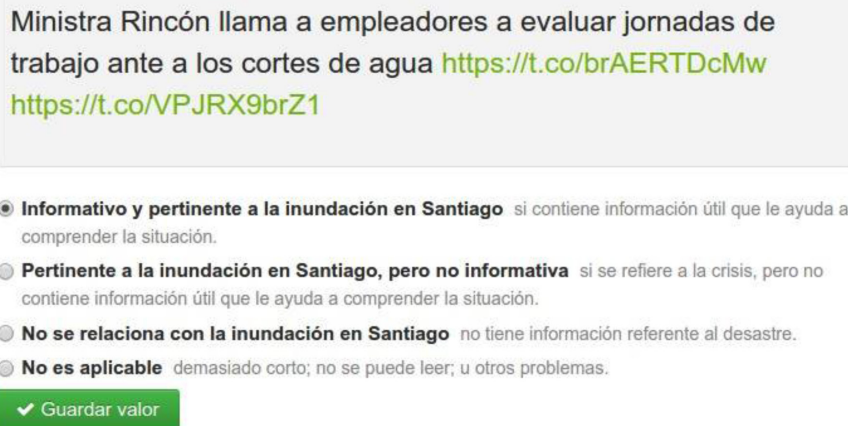 Ministra Rincón llama a empleadores a evaluar jornadas de
trabajo ante a los cortes de agua https://t.co/brAERTDcMw
https://t.co/VPJRX9brZ1
Informativo y pertinente a la inundación en Santiago si contiene información útil que le ayuda a
comprender la situación.
Pertinente a la inundación en Santiago, pero no informativa si se refiere a la crisis, pero no
contiene información útil que le ayuda a comprender la situación.
No se relaciona con la inundación en Santiago no tiene información referente al desastre.
No es aplicable demasiado corto; no se puede leer; u otros problemas.
✔ Guardar valor